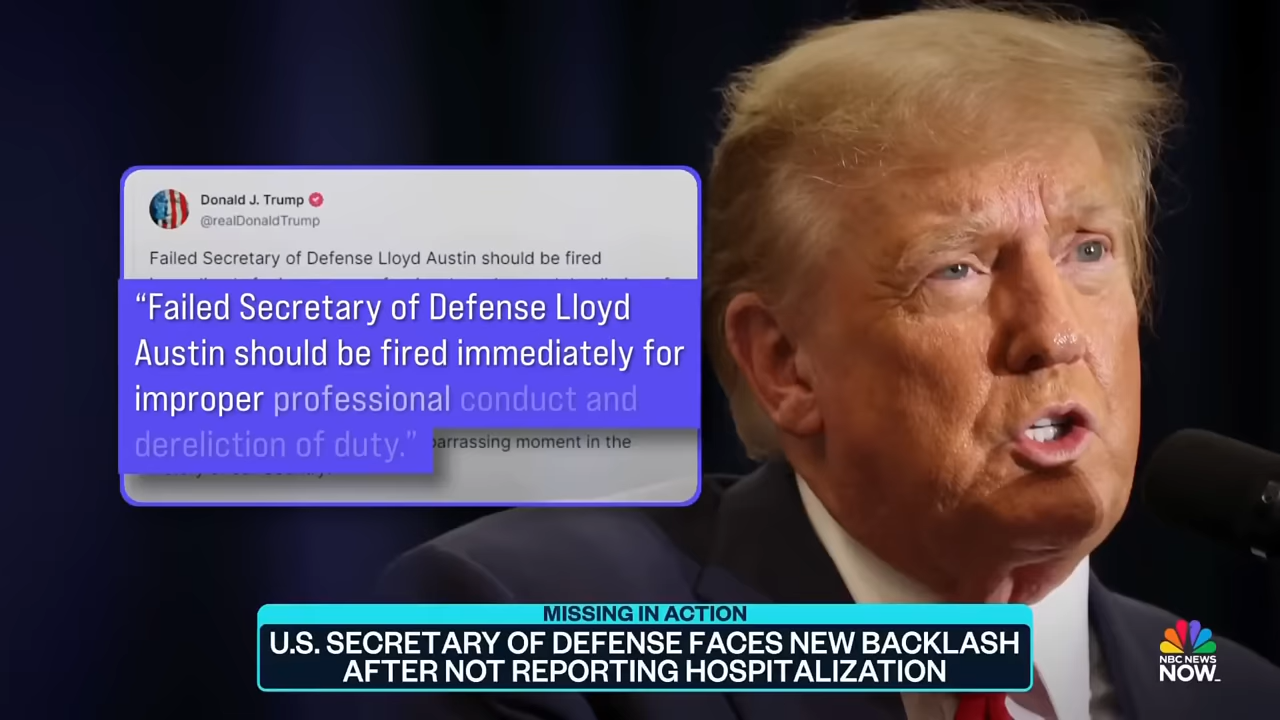 Donald J. Trump
@realDonaldTrump
Failed Secretary of Defense Lloyd Austin should be fired
“Failed Secretary of Defense Lloyd
Austin should be fired immediately for
improper professional conduct and
dereliction of duty.”
moment in the
MISSING IN ACTION
U.S. SECRETARY OF DEFENSE FACES NEW BACKLASH
AFTER NOT REPORTING HOSPITALIZATION
NBC NEWS
NOW_